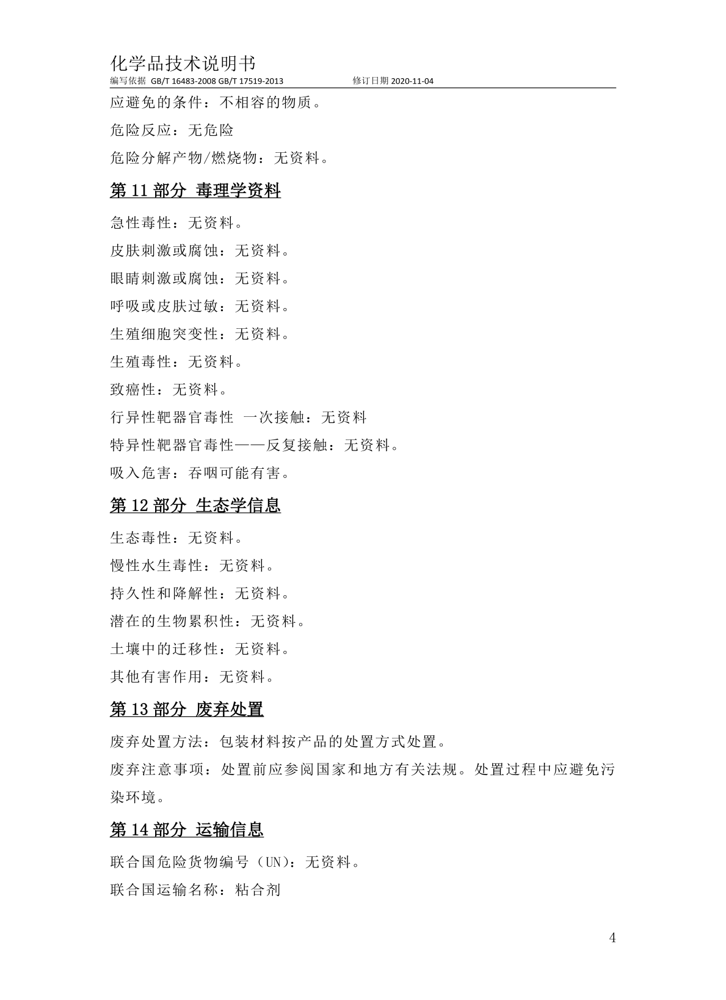 化学品技术说明书
编写依据 GB/T 16483-2008 GB/T 17519-2013 修订日期 2020-11-04
应避免的条件：不相容的物质。
危险反应：无危险
危险分解产物/燃烧物：无资料。
第 11 部分 毒理学资料
急性毒性：无资料。
皮肤刺激或腐蚀：无资料。
眼睛刺激或腐蚀：无资料。
呼吸或皮肤过敏：无资料。
生殖细胞突变性：无资料。
生殖毒性：无资料。
致癌性：无资料。
行异性靶器官毒性 一次接触：无资料
特异性靶器官毒性——反复接触：无资料。
吸入危害：吞咽可能有害。
第 12 部分 生态学信息
生态毒性：无资料。
慢性水生毒性：无资料。
持久性和降解性：无资料。
潜在的生物累积性：无资料。
土壤中的迁移性：无资料。
其他有害作用：无资料。
第 13 部分 废弃处置
废弃处置方法：包装材料按产品的处置方式处置。
废弃注意事项：处置前应参阅国家和地方有关法规。处置过程中应避免污
染环境。
第 14 部分 运输信息
联合国危险货物编号（UN）：无资料。
联合国运输名称：粘合剂
4